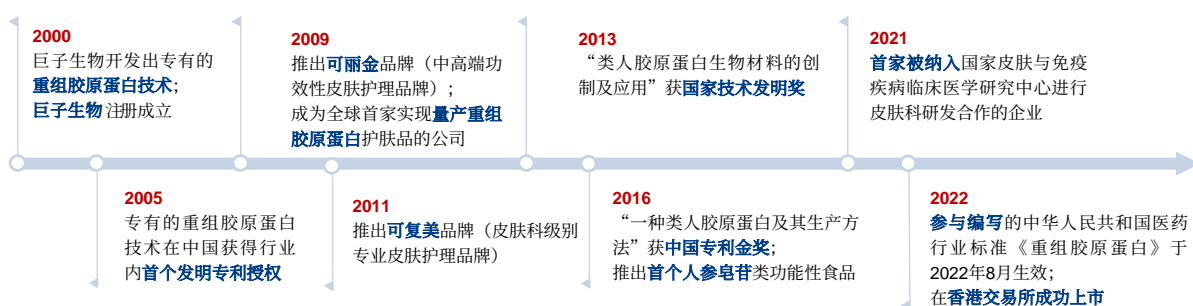 2000
巨子生物开发出专有的
重组胶原蛋白技术；
巨子生物注册成立
2009
推出可丽金品牌（中高端功
效性皮肤护理品牌）；
成为全球首家实现量产重组
胶原蛋白护肤品的公司
2013
“类人胶原蛋白生物材料的创
制及应用”获国家技术发明奖
2021
首家被纳入国家皮肤与免疫
疾病临床医学研究中心进行
皮肤科研发合作的企业
2005
专有的重组胶原蛋白
技术在中国获得行业
内首个发明专利授权
2011
推出可复美品牌（皮肤科级别
专业皮肤护理品牌）
2016
“一种类人胶原蛋白及其生产方
法”获中国专利金奖；
推出首个人参皂苷类功能性食品
2022
参与编写的中华人民共和国医药
行业标准《重组胶原蛋白》于
2022年8月生效；
在香港交易所成功上市